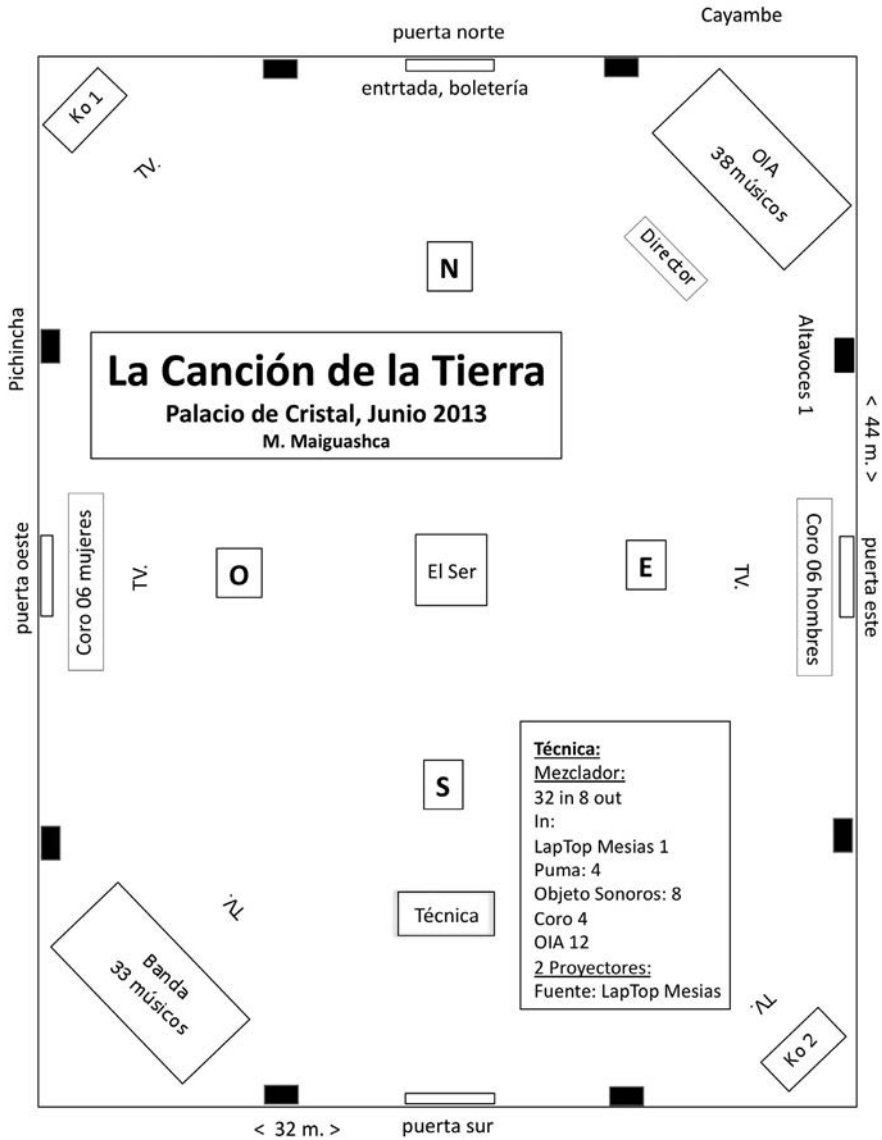 Cayambe
puerta norte
entrtada, boletería
Ko 1
TV.
OIA
38 músicos
Director
N
Pichincha
La Canción de la Tierra
Palacio de Cristal, Junio 2013
M. Maiguashca
Altavoces 1
< 44 m. >
puerta oeste
Coro 06 mujeres
TV.
O
El Ser
E
TV.
Coro 06 hombres
puerta este
S
Técnica:
Mezclador:
32 in 8 out
In:
LapTop Mesias 1
Puma: 4
Objeto Sonoros: 8
Coro 4
OIA 12
2 Proyectores:
Fuente: LapTop Mesias
TV.
Técnica
Banda
33 músicos
TV.
Ko 2
< 32 m. >
puerta sur